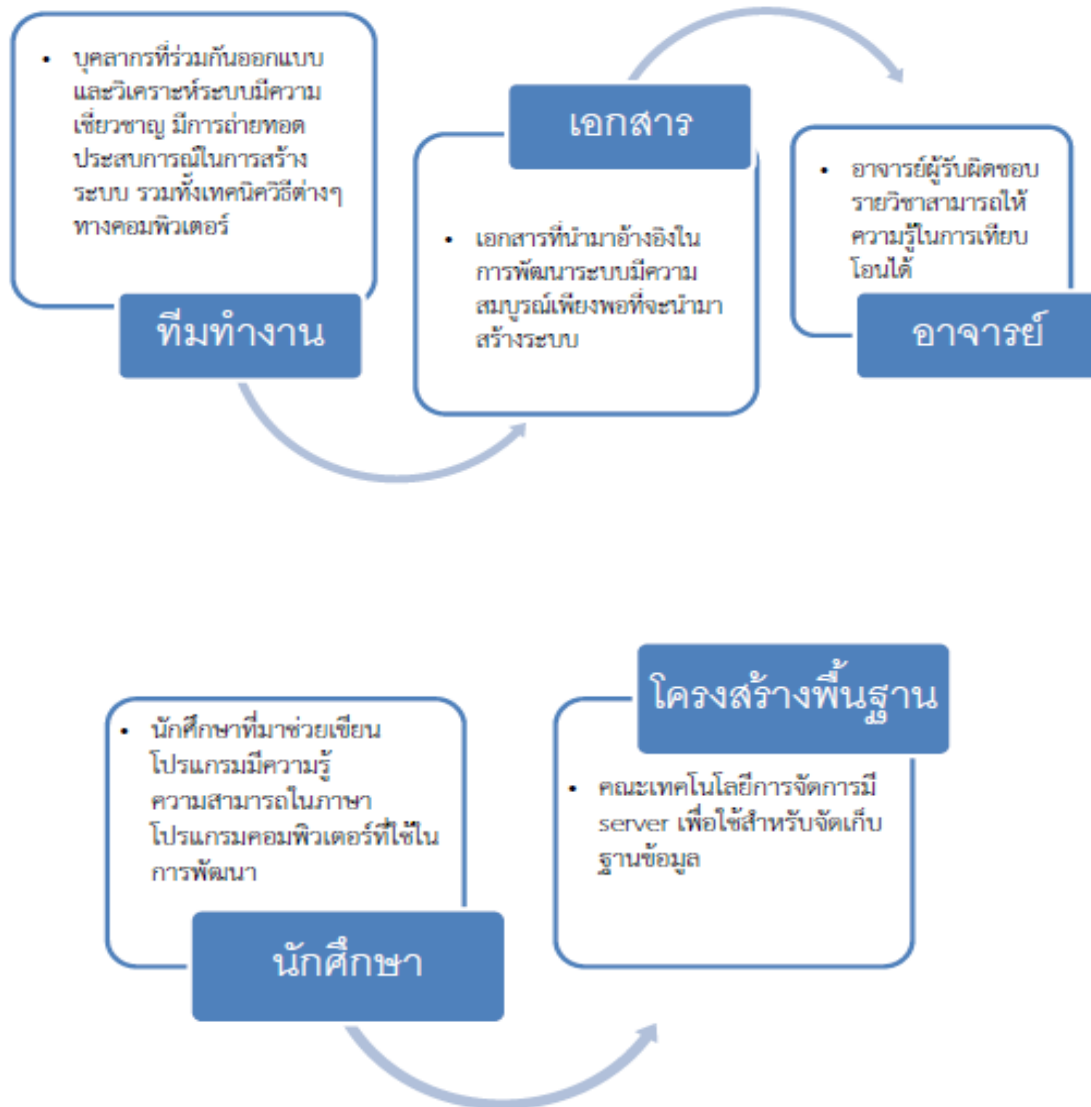 • บุคลากรที่ร่วมกันออกแบบ
และวิเคราะห์ระบบมีความ
เชี่ยวชาญ มีการถ่ายทอด
ประสบการณ์ในการสร้าง
ระบบ รวมทั้งเทคนิควิธีต่างๆ
ทางคอมพิวเตอร์
ทีมทำงาน
เอกสาร
• เอกสารที่นำมาอ้างอิงใน
การพัฒนาระบบมีความ
สมบูรณ์เพียงพอที่จะนำมา
สร้างระบบ
• อาจารย์ผู้รับผิดชอบ
รายวิชาสามารถให้
ความรู้ในการเทียบ
โอนได้
อาจารย์
• นักศึกษาที่มาช่วยเขียน
โปรแกรมมีความรู้
ความสามารถในภาษา
โปรแกรมคอมพิวเตอร์ที่ใช้ใน
การพัฒนา
นักศึกษา
โครงสร้างพื้นฐาน
• คณะเทคโนโลยีการจัดการมี
server เพื่อใช้สำหรับจัดเก็บ
ฐานข้อมูล